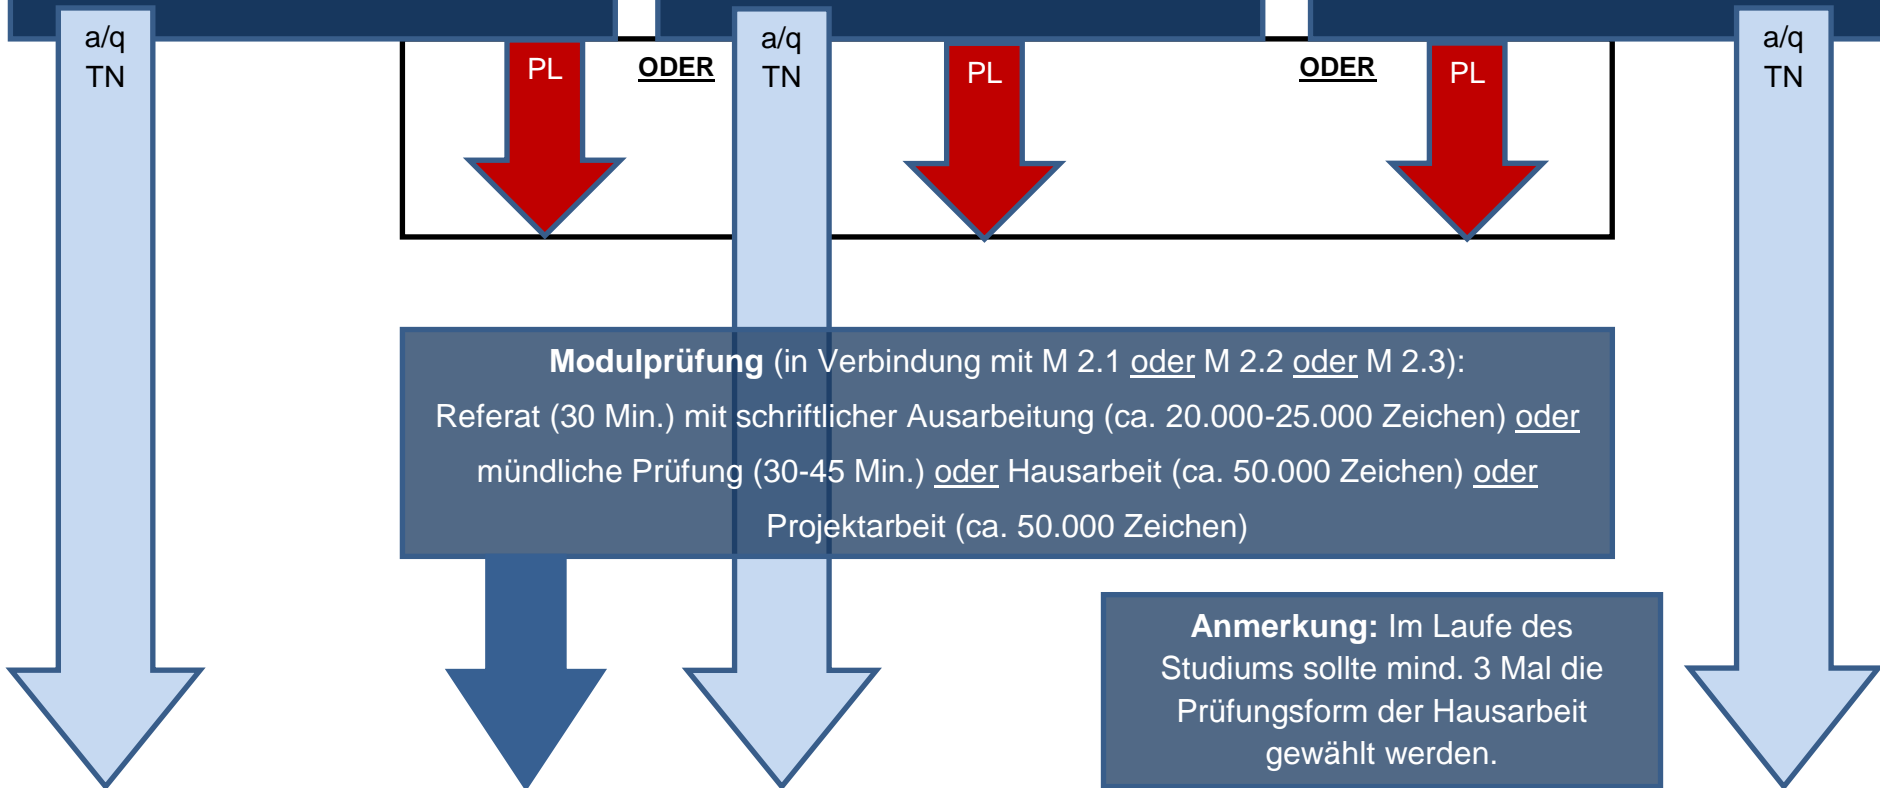 a/q
TN
PL
ODER
a/q
TN
PL
ODER
PL
a/q
TN
Modulprüfung (in Verbindung mit M 2.1 oder M 2.2 oder M 2.3):
Referat (30 Min.) mit schriftlicher Ausarbeitung (ca. 20.000-25.000 Zeichen) oder
mündliche Prüfung (30-45 Min.) oder Hausarbeit (ca. 50.000 Zeichen) oder
Projektarbeit (ca. 50.000 Zeichen)
Anmerkung: Im Laufe des
Studiums sollte mind. 3 Mal die
Prüfungsform der Hausarbeit
gewählt werden.